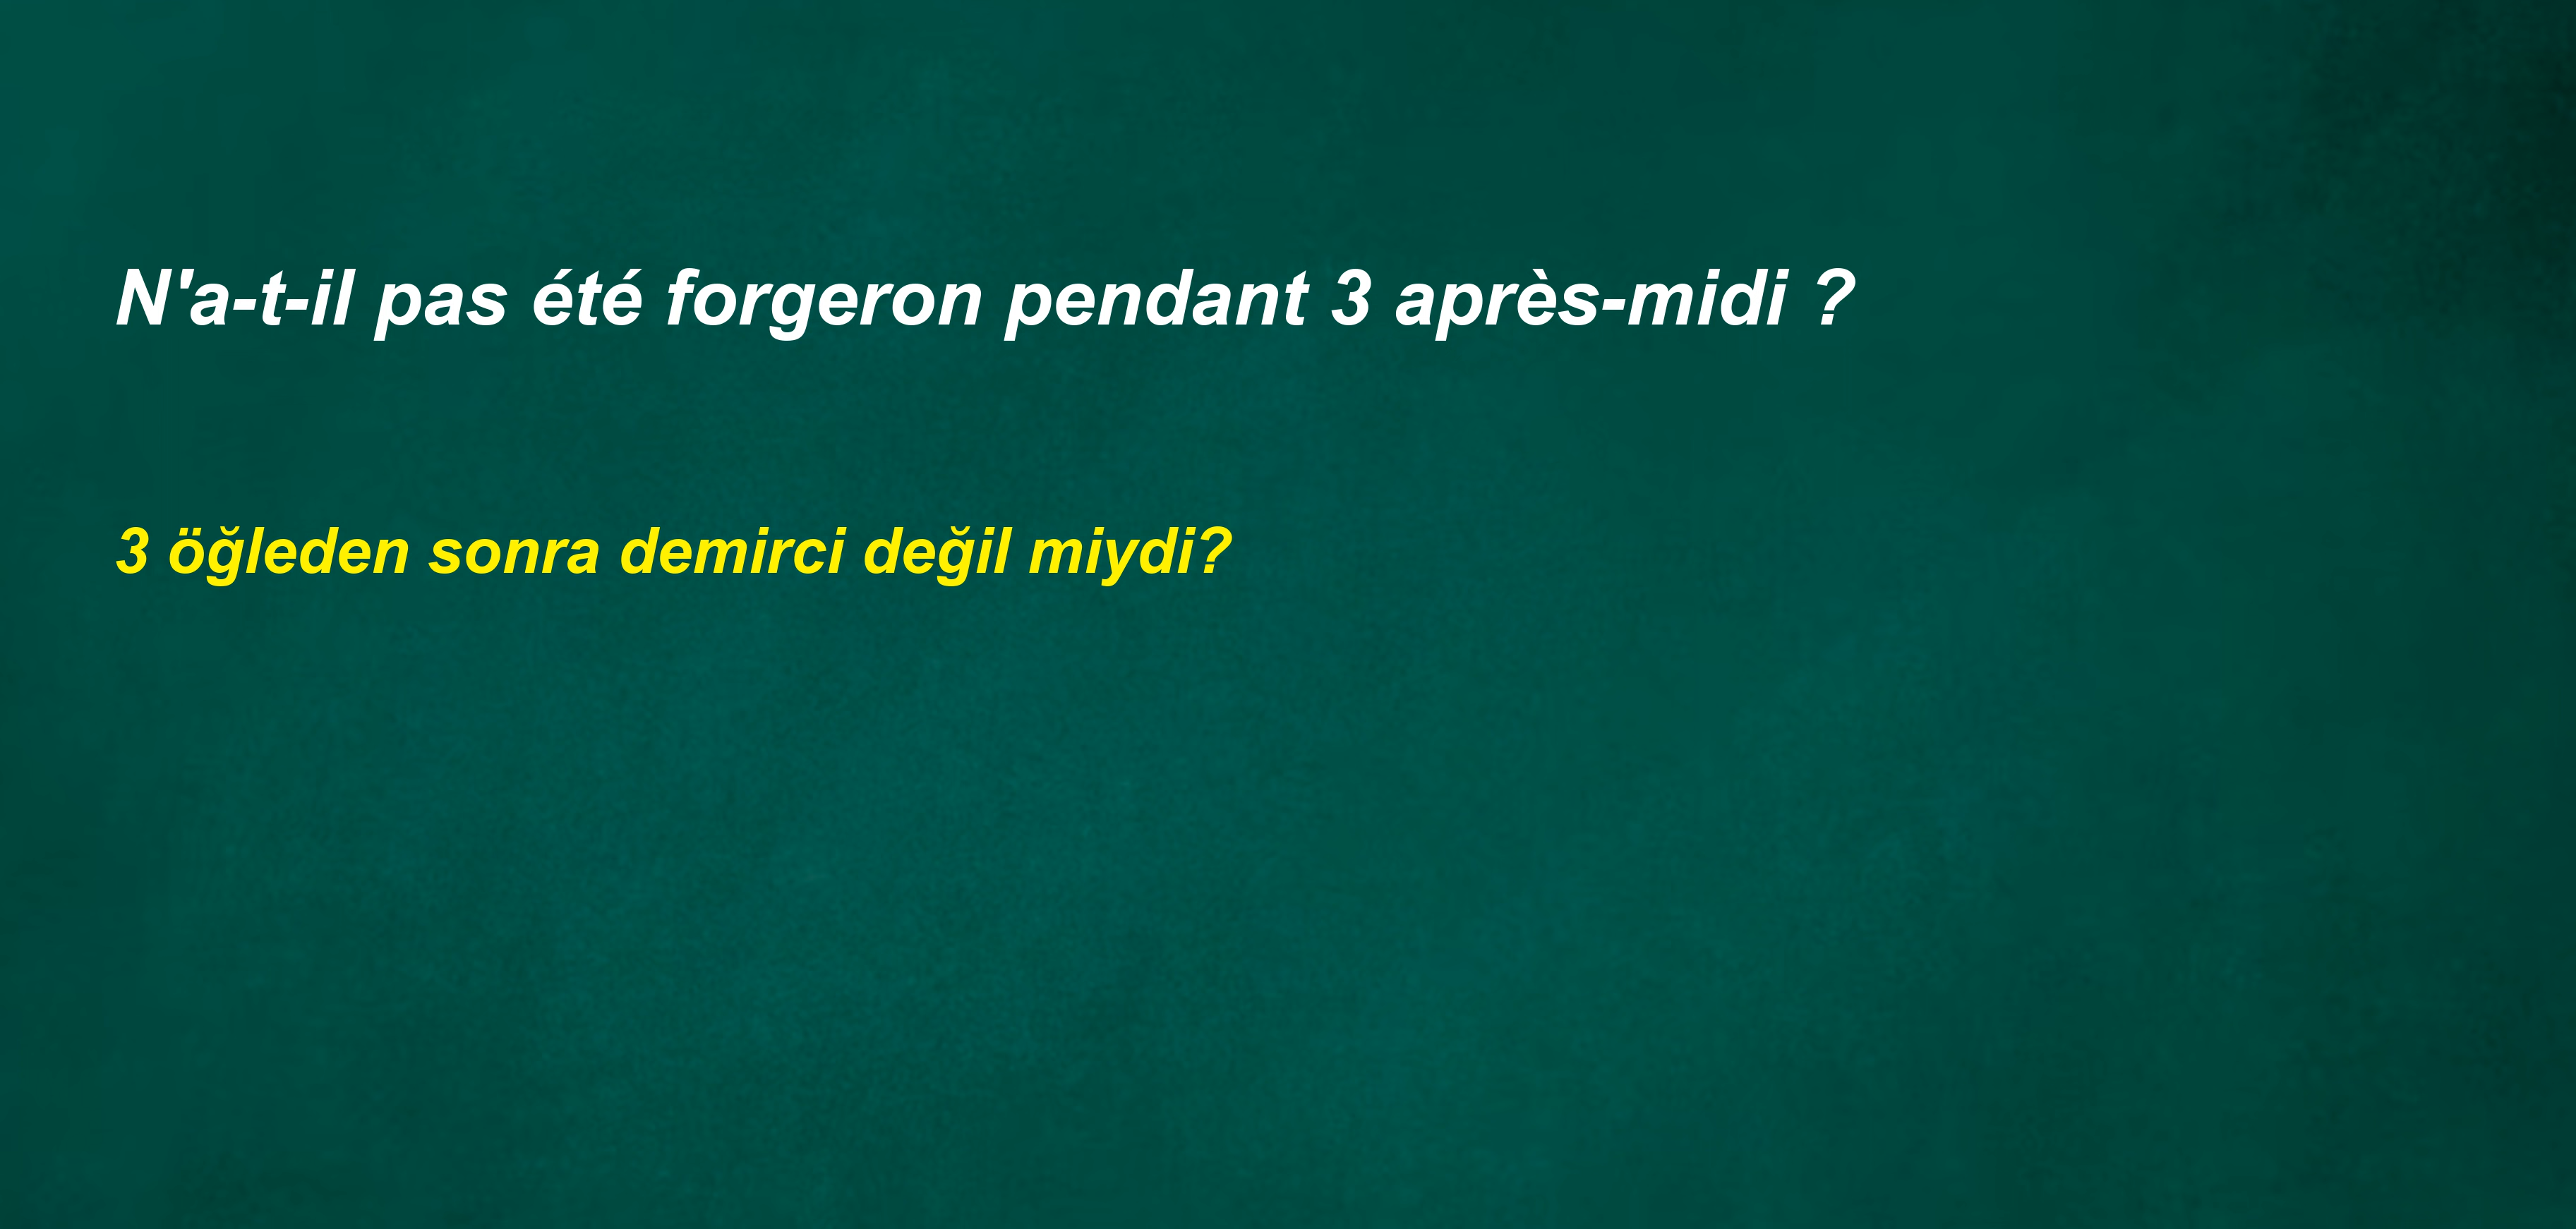 N'a-t-il pas été forgeron pendant 3 après-midi ?
3 öğleden sonra demirci değil miydi?